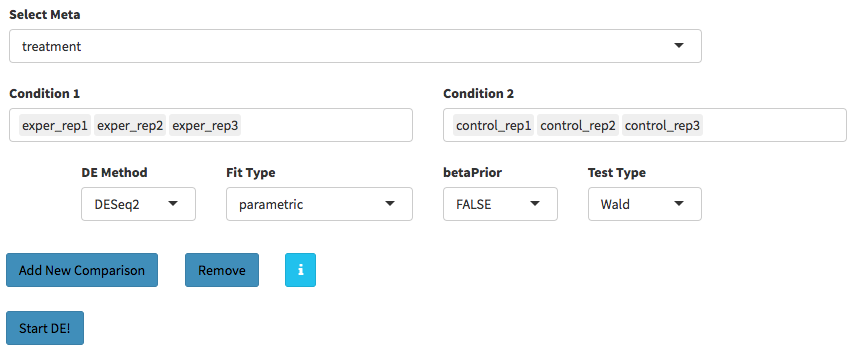 Select Meta
treatment
Condition 1 Condition 2
exper_rep1 exper_rep2 exper_rep3 control_rep1 control_rep2 control_rep3
DE Method Fit Type betaPrior Test Type
DESeq2 parametric FALSE Wald
Add New Comparison Remove i
Start DE!